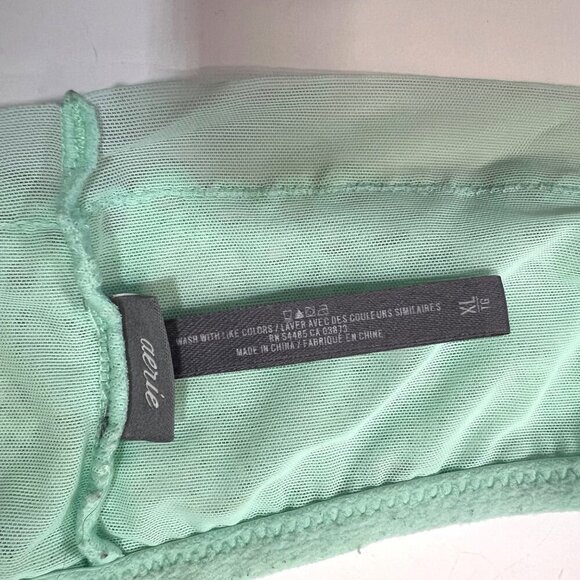 aerie
WASH WITH LIKE COLORS / LAVER AVEC DES COULEURS SIMILAIRES
RN 54485 CA 03873
MADE IN CHINA / FABRIQUÉ EN CHINE
XL
TG